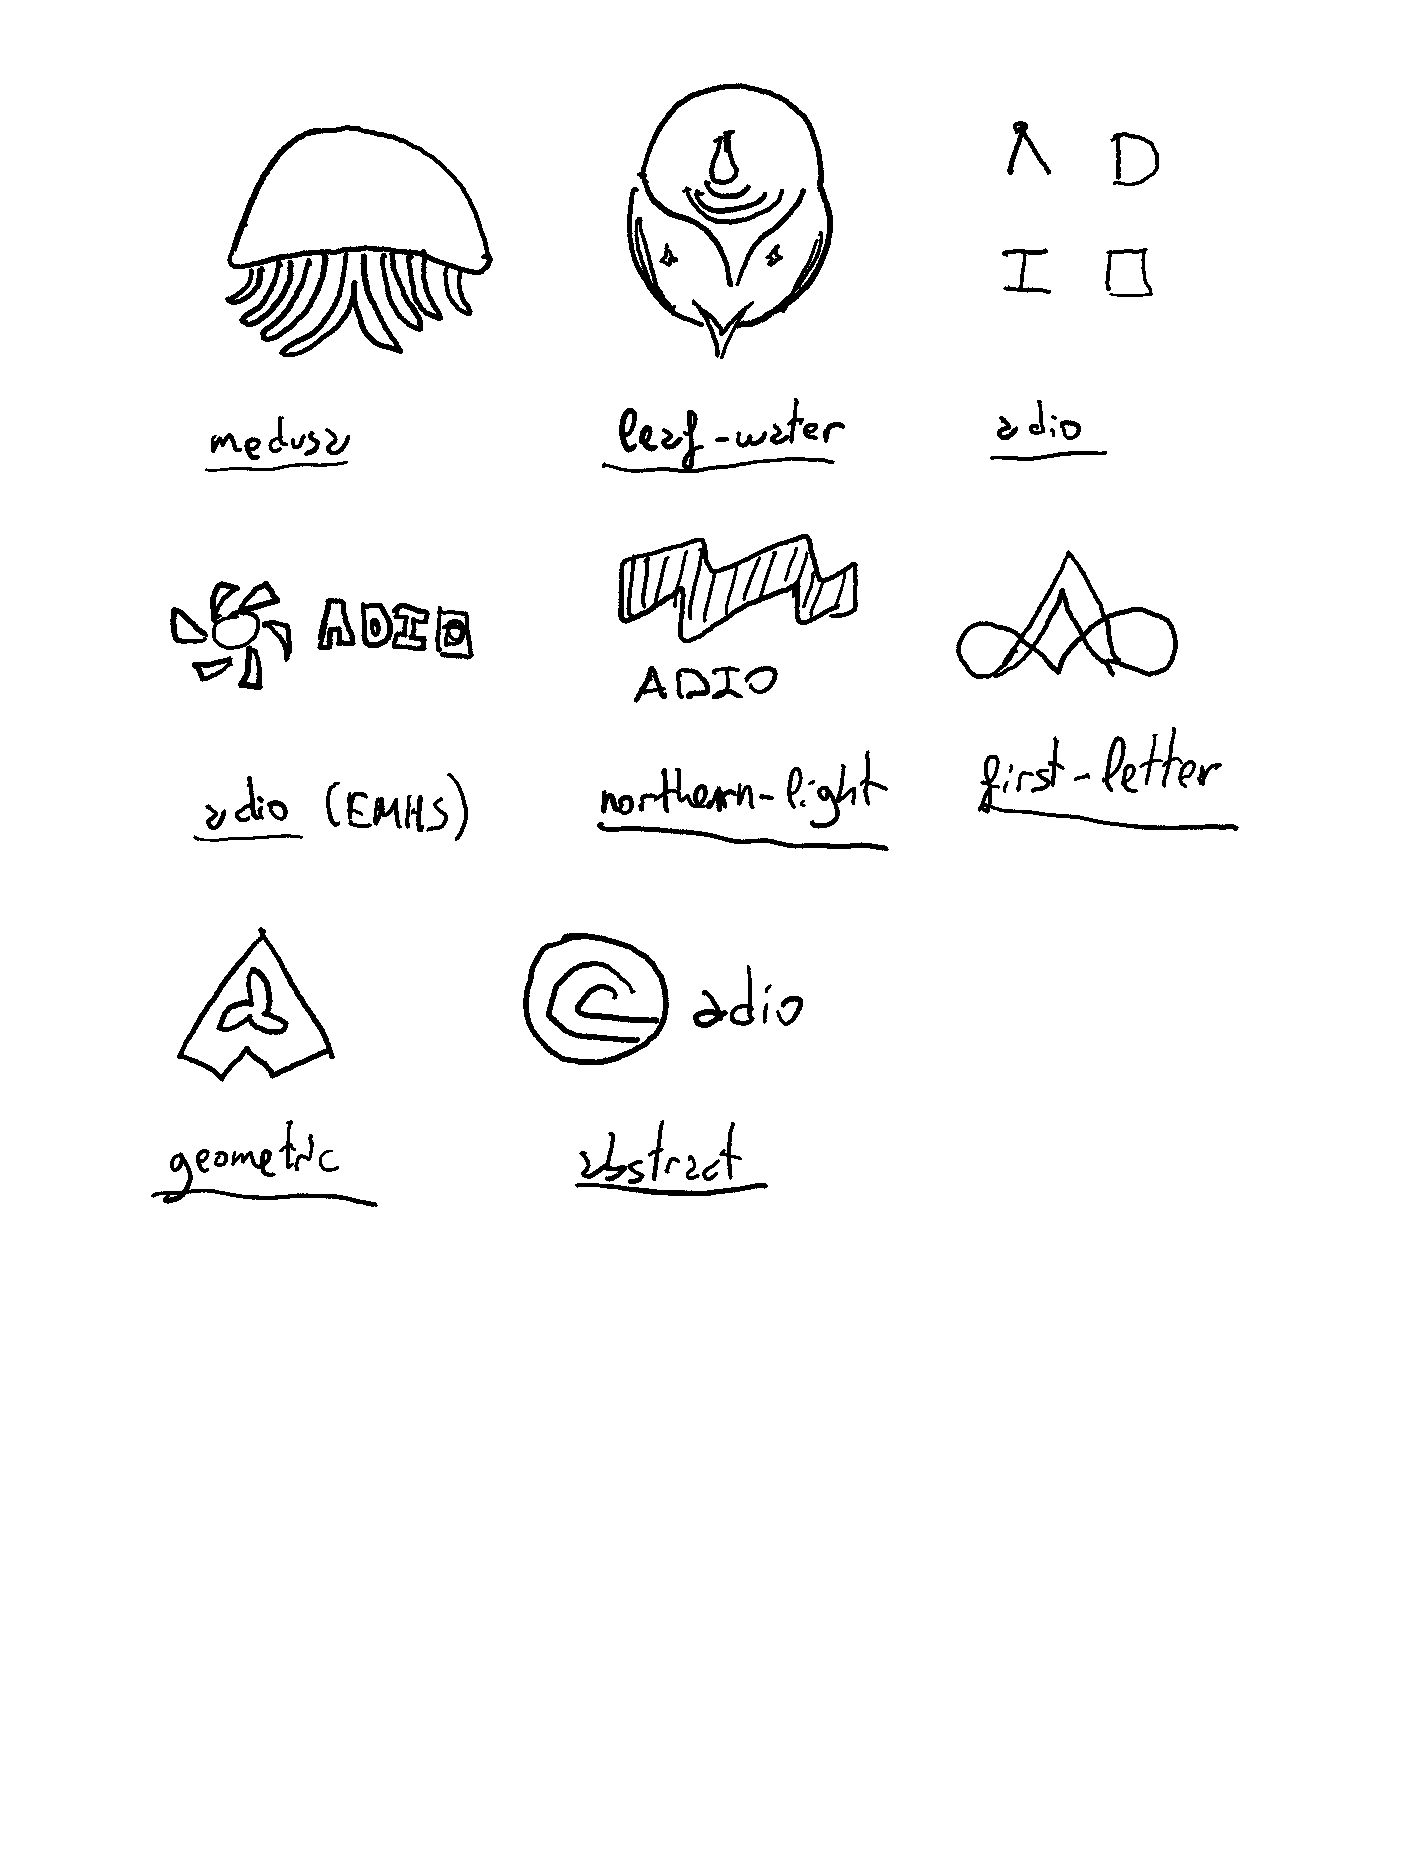 A D
I O
medusa
leaf-water
adio
ADIO
ADIO
adio (EMHS)
northern-light
first-letter
adio
geometric
abstract